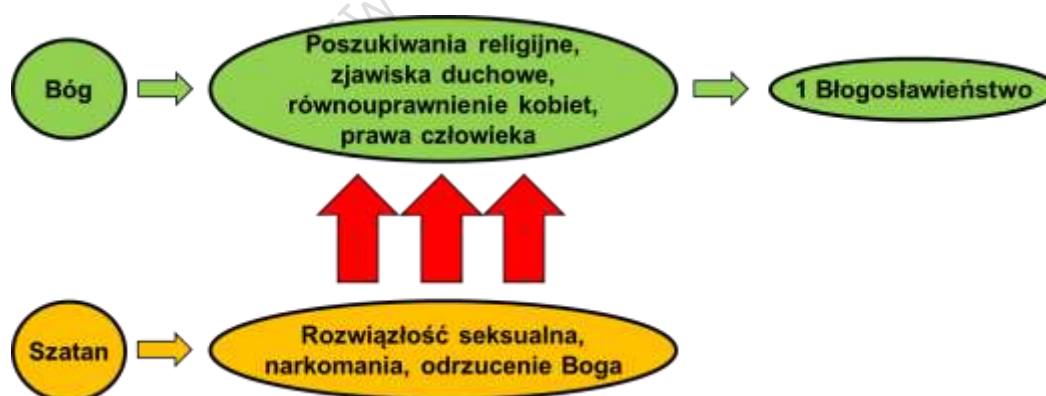 Poszukiwania religijne,
zjawiska duchowe,
równouprawnienie kobiet,
prawa człowieka
Bóg
1 Błogosławieństwo
Szatan
Rozwiązłość seksualna,
narkomania, odrzucenie Boga